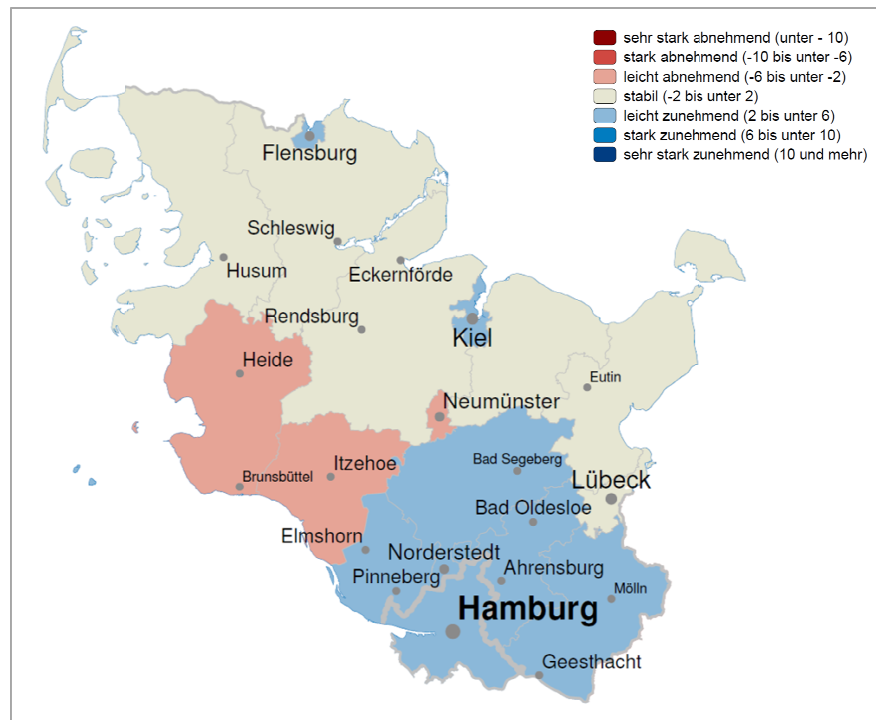 sehr stark abnehmend (unter - 10)
stark abnehmend (-10 bis unter -6)
leicht abnehmend (-6 bis unter -2)
stabil (-2 bis unter 2)
leicht zunehmend (2 bis unter 6)
stark zunehmend (6 bis unter 10)
sehr stark zunehmend (10 und mehr)
Flensburg
Schleswig
Husum
Eckernförde
Rendsburg
Kiel
Heide
Eutin
Neumünster
Itzehoe
Bad Segeberg
Brunsbüttel
Lübeck
Bad Oldesloe
Elmshorn
Norderstedt
Pinneberg
Ahrensburg
Mölln
Hamburg
Geesthacht